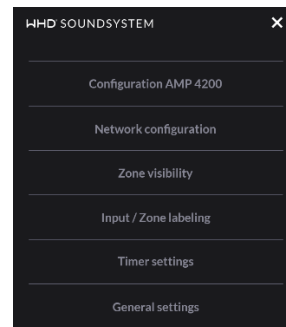 WHD SOUNDSYSTEM ×
Configuration AMP 4200
Network configuration
Zone visibility
Input / Zone labeling
Timer settings
General settings